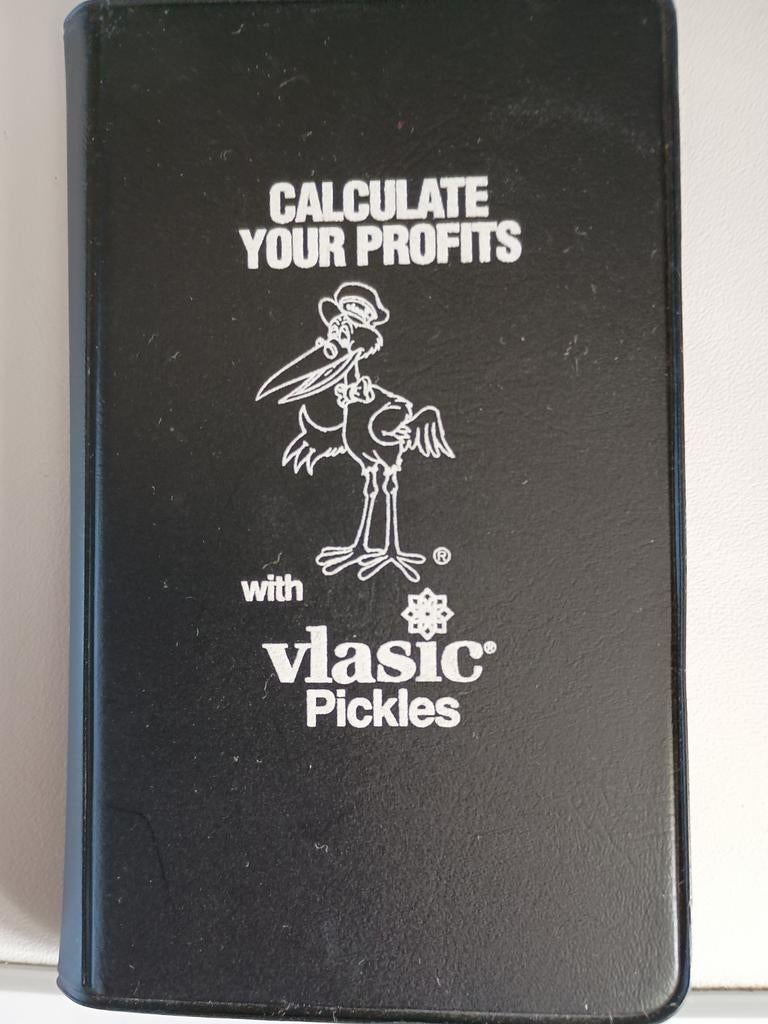 CALCULATE
YOUR PROFITS
®
with
vlasic®
Pickles